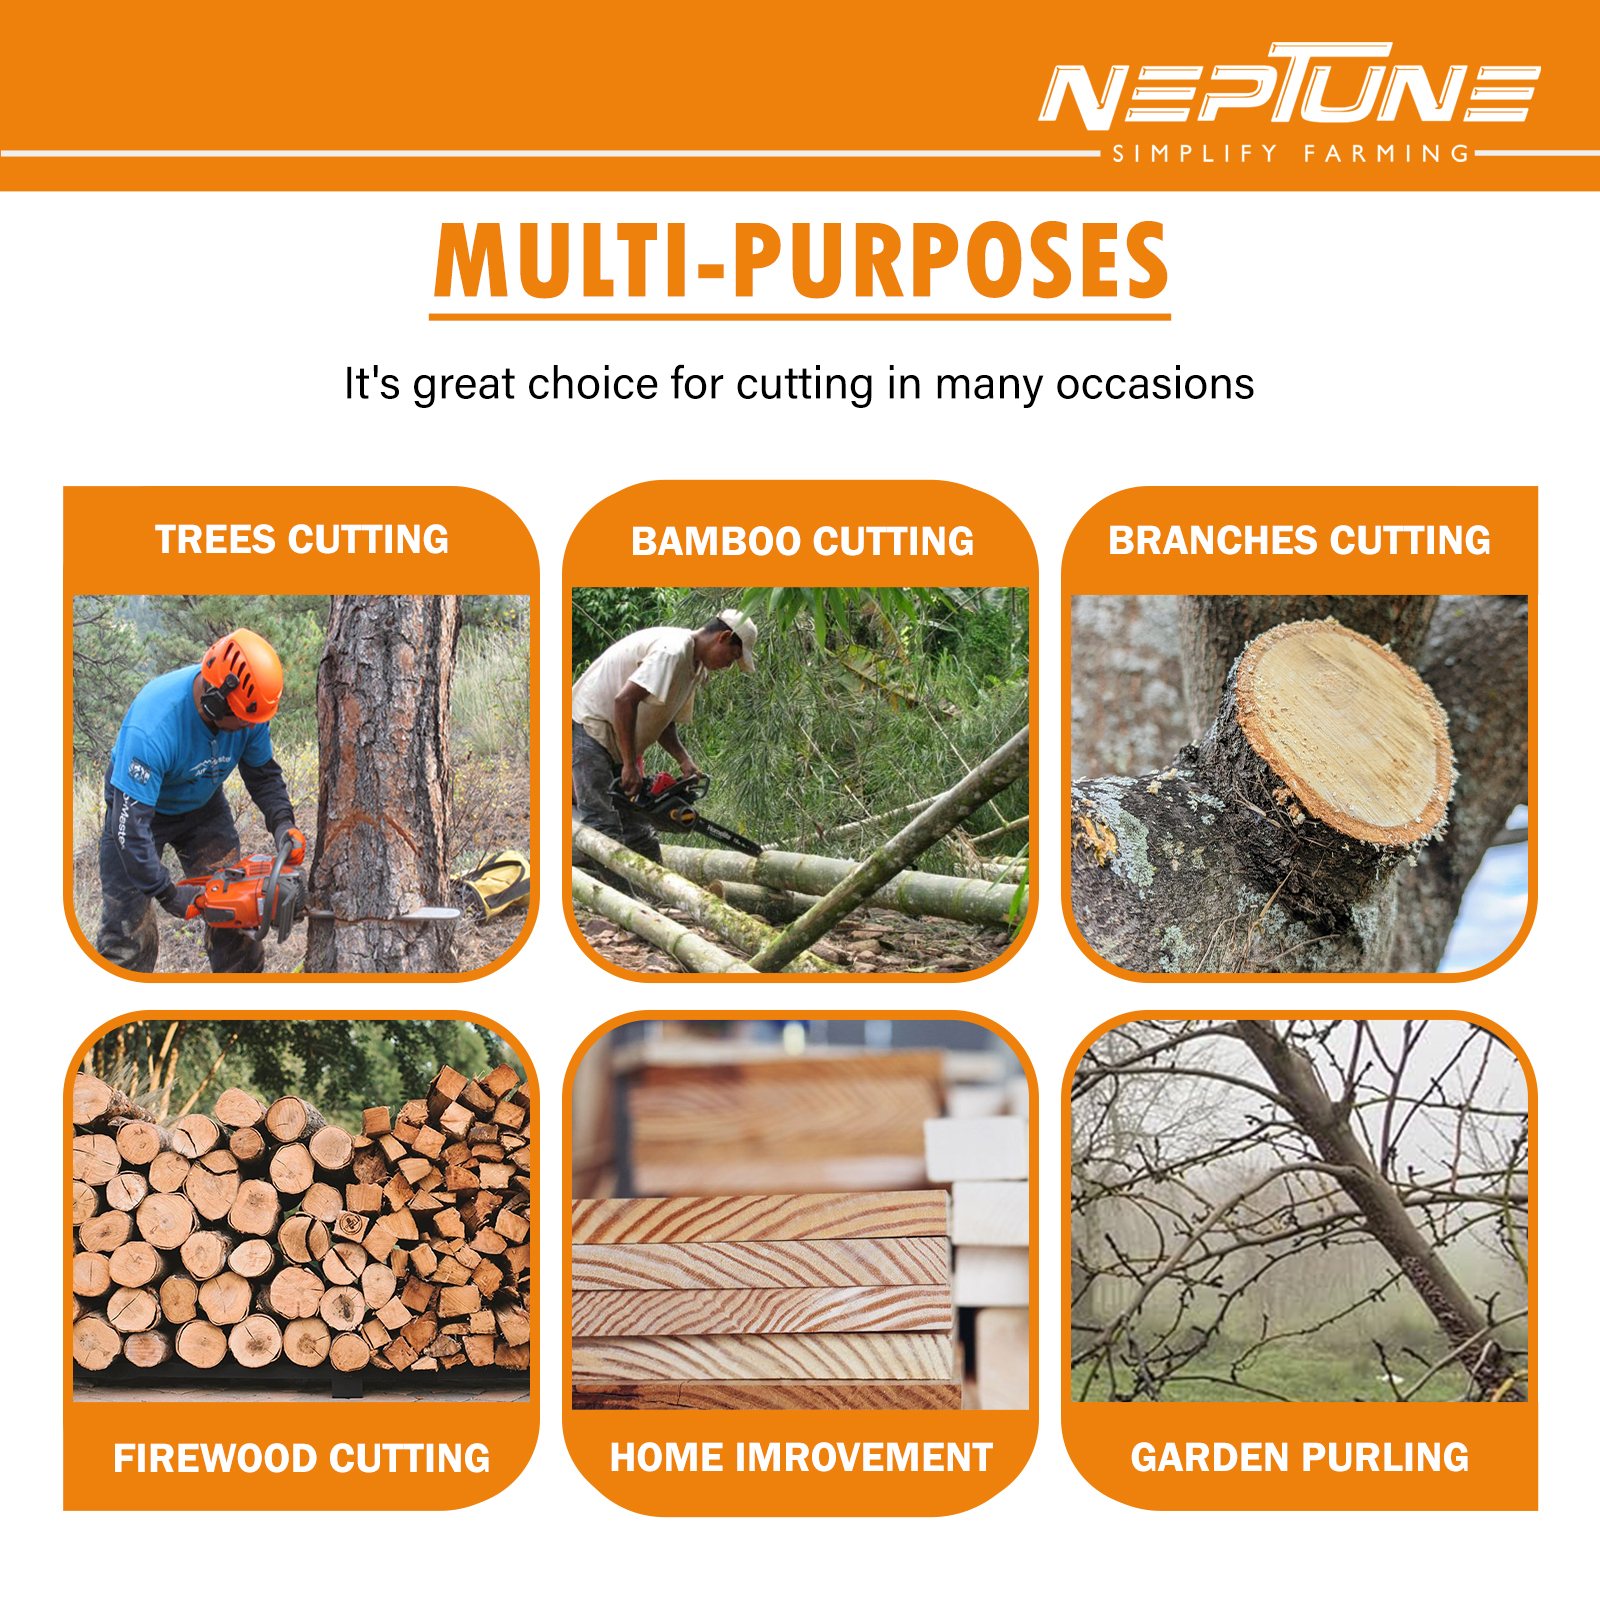 NEPTUNE
SIMPLIFY FARMING
MULTI-PURPOSES
It's great choice for cutting in many occasions
TREES CUTTING
BAMBOO CUTTING
BRANCHES CUTTING
FIREWOOD CUTTING
HOME IMROVEMENT
GARDEN PURLING